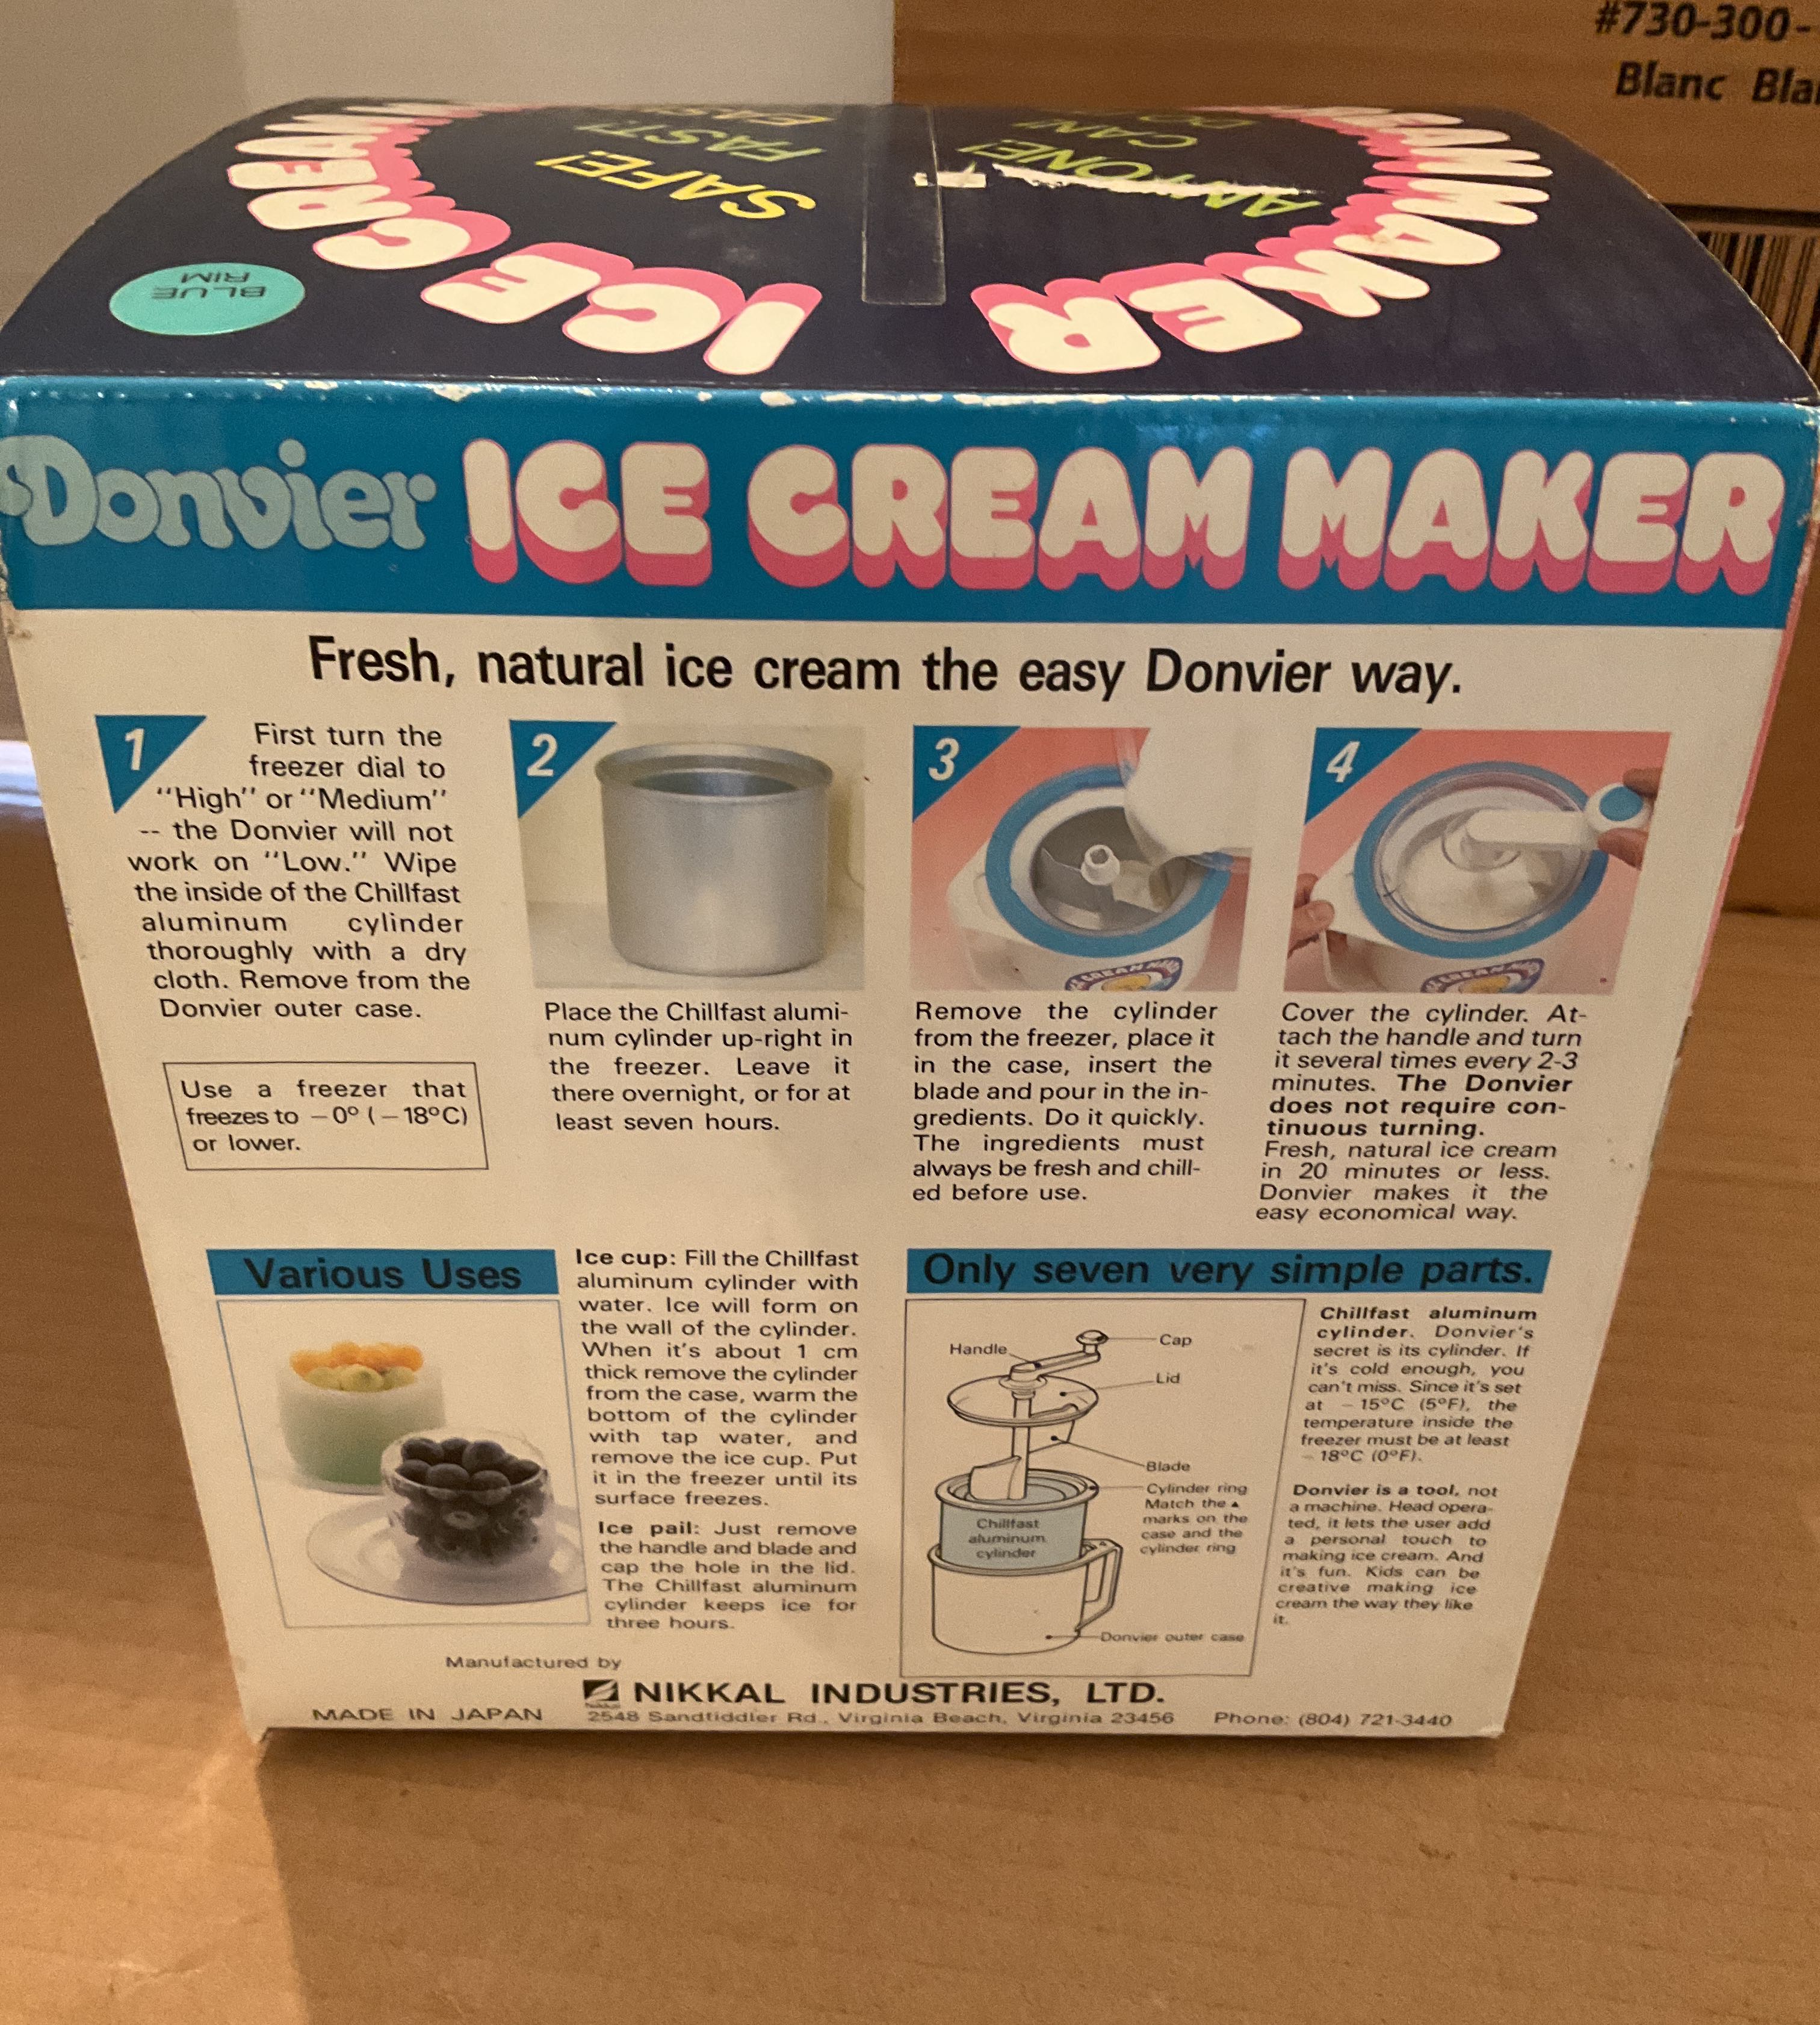 #730-300-
Blanc Bla
ICE CREAM MAKER
SAFE!
FAST!
ANYONE!
CAN
BLUE
RIM
Donvier ICE CREAM MAKER
Fresh, natural ice cream the easy Donvier way.
1
First turn the
freezer dial to
"High" or "Medium"
-- the Donvier will not
work on "Low." Wipe
the inside of the Chillfast
aluminum cylinder
thoroughly with a dry
cloth. Remove from the
Donvier outer case.
Use a freezer that
freezes to −0° (−18°C)
or lower.
2
Place the Chillfast alumi-
num cylinder up-right in
the freezer. Leave it
there overnight, or for at
least seven hours.
3
Remove the cylinder
from the freezer, place it
in the case, insert the
blade and pour in the in-
gredients. Do it quickly.
The ingredients must
always be fresh and chill-
ed before use.
4
Cover the cylinder. At-
tach the handle and turn
it several times every 2-3
minutes. The Donvier
does not require con-
tinuous turning.
Fresh, natural ice cream
in 20 minutes or less.
Donvier makes it the
easy economical way.
Various Uses
Ice cup: Fill the Chillfast
aluminum cylinder with
water. Ice will form on
the wall of the cylinder.
When it's about 1 cm
thick remove the cylinder
from the case, warm the
bottom of the cylinder
with tap water, and
remove the ice cup. Put
it in the freezer until its
surface freezes.
Ice pail: Just remove
the handle and blade and
cap the hole in the lid.
The Chillfast aluminum
cylinder keeps ice for
three hours.
Only seven very simple parts.
Cap
Handle
Lid
Blade
Cylinder ring
Match the ▲
marks on the
case and the
cylinder ring
Chillfast
aluminum
cylinder
Donvier outer case
Chillfast aluminum
cylinder. Donvier's
secret is its cylinder. If
it's cold enough, you
can't miss. Since it's set
at −15°C (5°F), the
temperature inside the
freezer must be at least
−18°C (0°F).
Donvier is a tool, not
a machine. Head opera-
ted, it lets the user add
a personal touch to
making ice cream. And
it's fun. Kids can be
creative making ice
cream the way they like
it.
Manufactured by
NIKKAL INDUSTRIES, LTD.
MADE IN JAPAN
2548 Sandtiddler Rd., Virginia Beach, Virginia 23456
Phone: (804) 721-3440